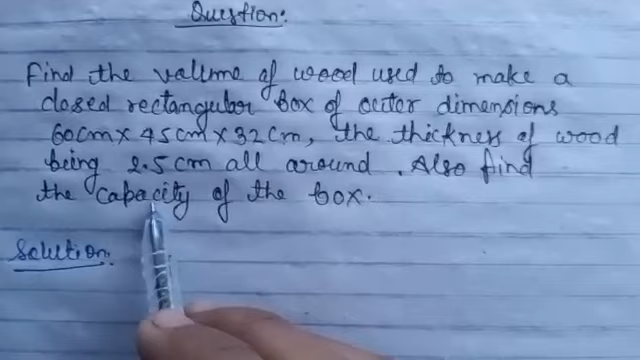 Question:
Find the valume of wood used to make a
closed rectangular box of outer dimensions
60cm x 45cm x 32cm, the thickness of wood
being 2.5cm all around. Also find
the capacity of the box.
Solution: